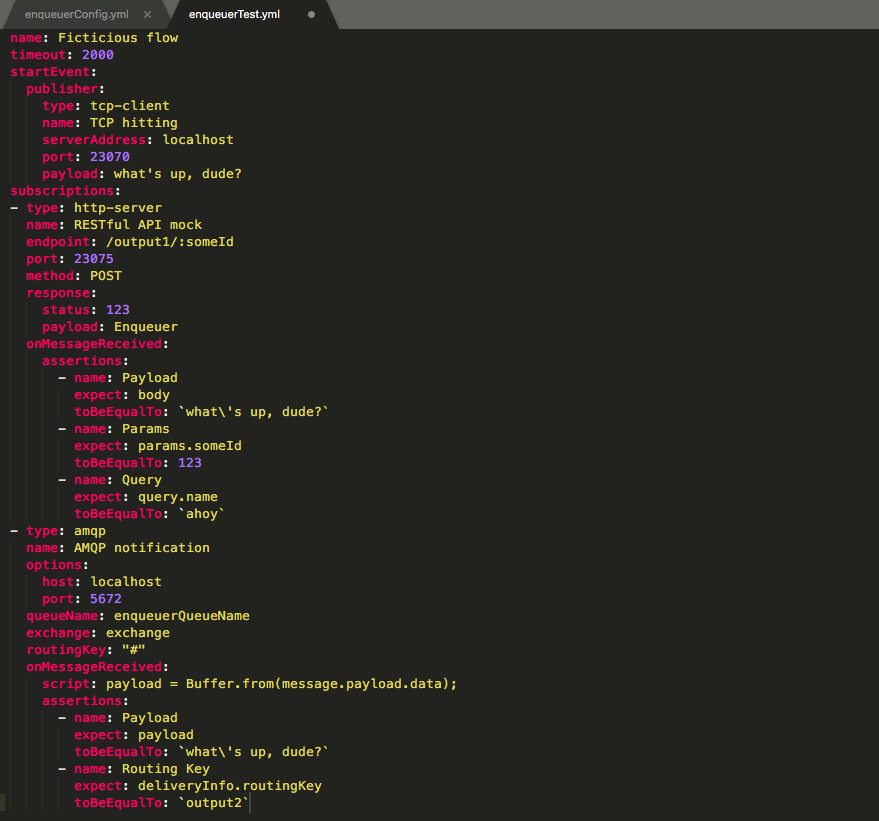 enqueuerConfig.yml × enqueuerTest.yml
name: Ficticious flow
timeout: 2000
startEvent:
  publisher:
    type: tcp-client
    name: TCP hitting
    serverAddress: localhost
    port: 23070
    payload: what's up, dude?
subscriptions:
- type: http-server
  name: RESTful API mock
  endpoint: /output1/:someId
  port: 23075
  method: POST
  response:
    status: 123
    payload: Enqueuer
  onMessageReceived:
    assertions:
      - name: Payload
        expect: body
        toBeEqualTo: `what\'s up, dude?`
      - name: Params
        expect: params.someId
        toBeEqualTo: 123
      - name: Query
        expect: query.name
        toBeEqualTo: `ahoy`
- type: amqp
  name: AMQP notification
  options:
    host: localhost
    port: 5672
  queueName: enqueuerQueueName
  exchange: exchange
  routingKey: "#"
  onMessageReceived:
    script: payload = Buffer.from(message.payload.data);
    assertions:
      - name: Payload
        expect: payload
        toBeEqualTo: `what\'s up, dude?`
      - name: Routing Key
        expect: deliveryInfo.routingKey
        toBeEqualTo: `output2`